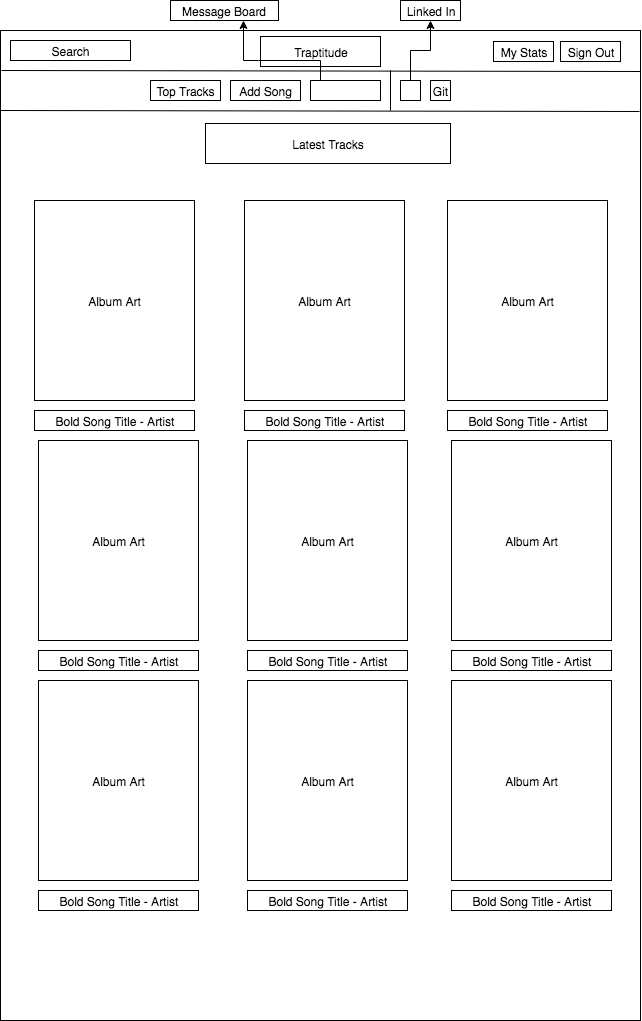 Message Board
Linked In
Search
Traptitude
My Stats
Sign Out
Top Tracks
Add Song
Git
Latest Tracks
Album Art
Album Art
Album Art
Bold Song Title - Artist
Bold Song Title - Artist
Bold Song Title - Artist
Album Art
Album Art
Album Art
Bold Song Title - Artist
Bold Song Title - Artist
Bold Song Title - Artist
Album Art
Album Art
Album Art
Bold Song Title - Artist
Bold Song Title - Artist
Bold Song Title - Artist